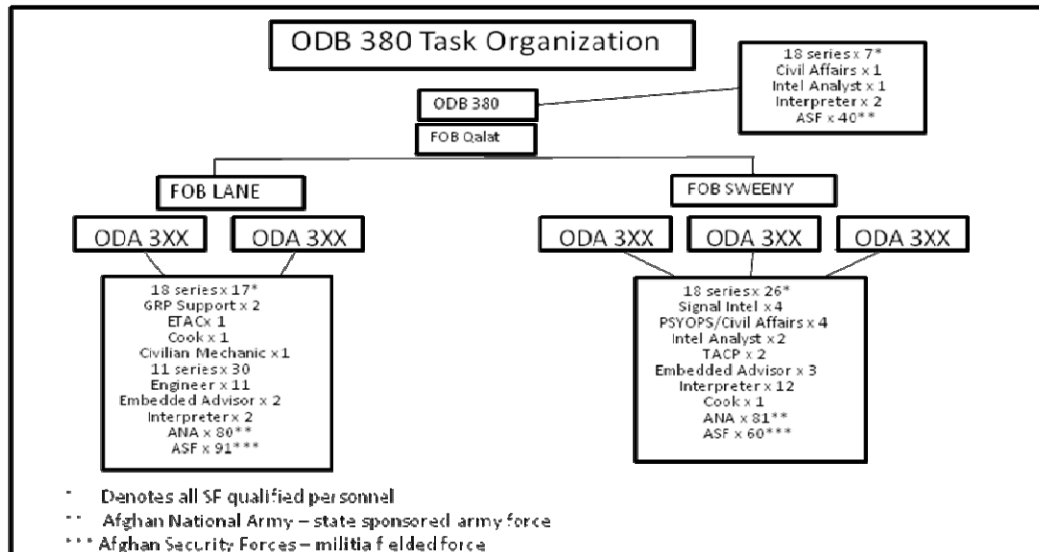 ODB 380 Task Organization
18 series x 7*
Civil Affairs x 1
Intel Analyst x 1
Interpreter x 2
ASF x 40**
ODB 380
FOB Qalat
FOB LANE
FOB SWEENY
ODA 3XX
ODA 3XX
ODA 3XX
ODA 3XX
ODA 3XX
18 series x 17*
GRP Support x 2
ETACx 1
Cook x 1
Civilian Mechanic x 1
11 series x 30
Engineer x 11
Embedded Advisor x 2
Interpreter x 2
ANA x 80**
ASF x 91***
18 series x 26*
Signal Intel x 4
PSYOPS/Civil Affairs x 4
Intel Analyst x 2
TACP x 2
Embedded Advisor x 3
Interpreter x 12
Cook x 1
ANA x 81**
ASF x 60***
* Denotes all SF qualified personnel
** Afghan National Army – state sponsored army force
*** Afghan Security Forces – militia fielded force